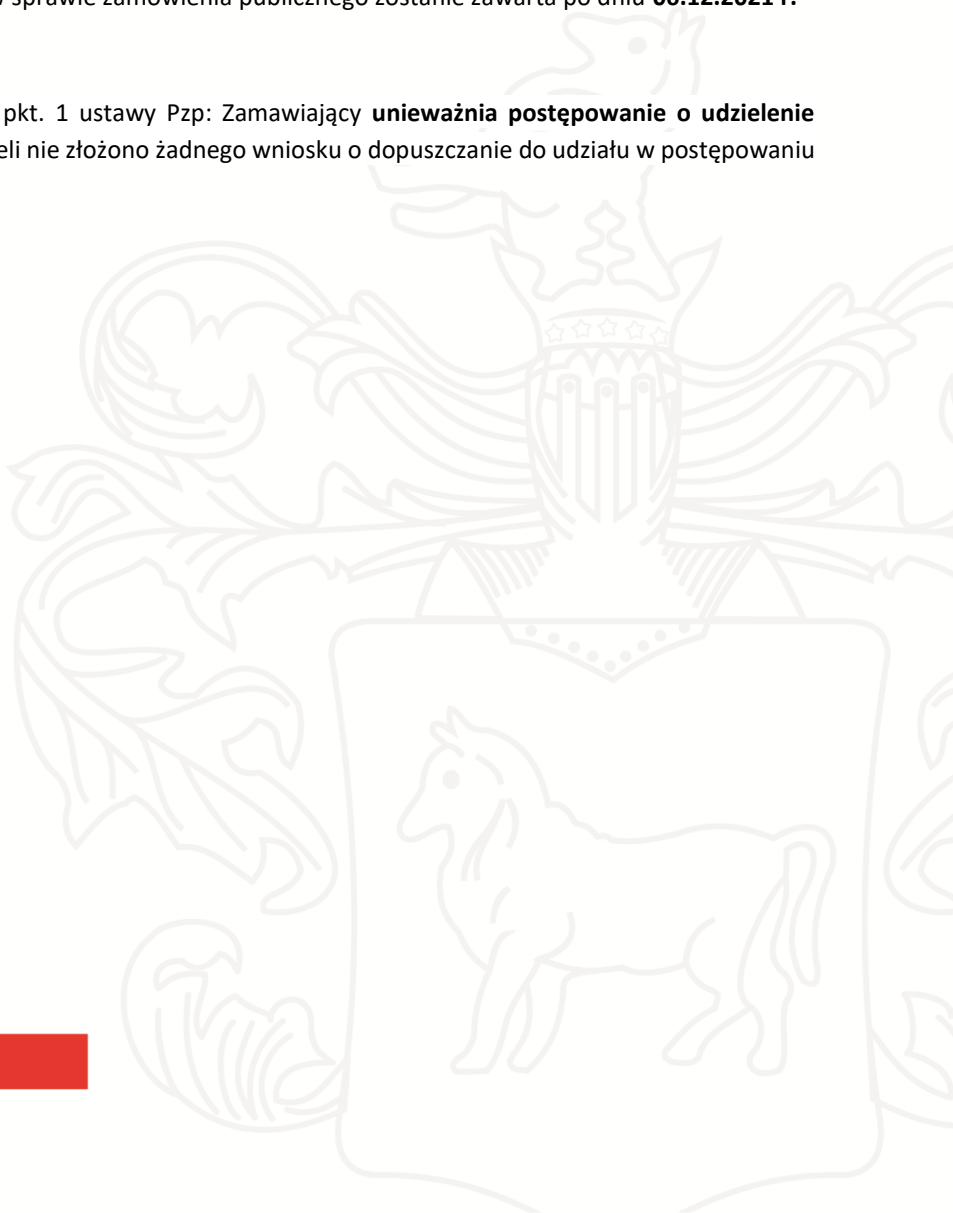 sprawie zamówienia publicznego zostanie zawarta po dniu
pkt. 1 ustawy Pzp: Zamawiający unieważnia postępowanie o udzielenie
eli nie złożono żadnego wniosku o dopuszczanie do udziału w postępowaniu